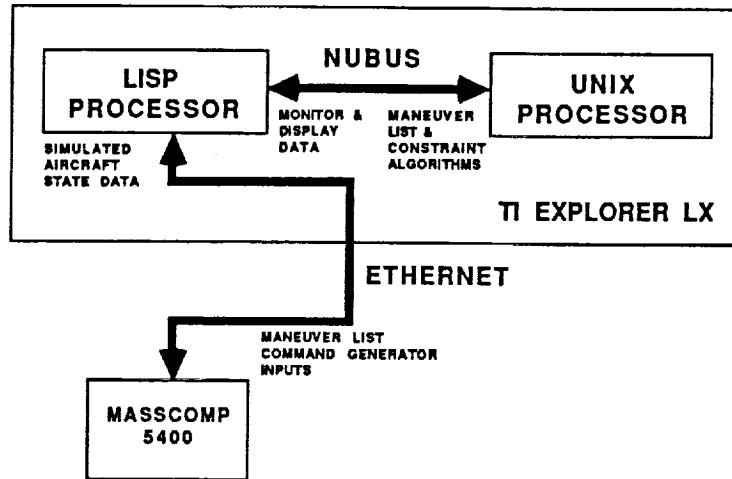 LISP
PROCESSOR
NUBUS
UNIX
PROCESSOR
MONITOR &
DISPLAY
DATA
MANEUVER
LIST &
CONSTRAINT
ALGORITHMS
SIMULATED
AIRCRAFT
STATE DATA
TI EXPLORER LX
ETHERNET
MANEUVER LIST
COMMAND GENERATOR
INPUTS
MASSCOMP
5400